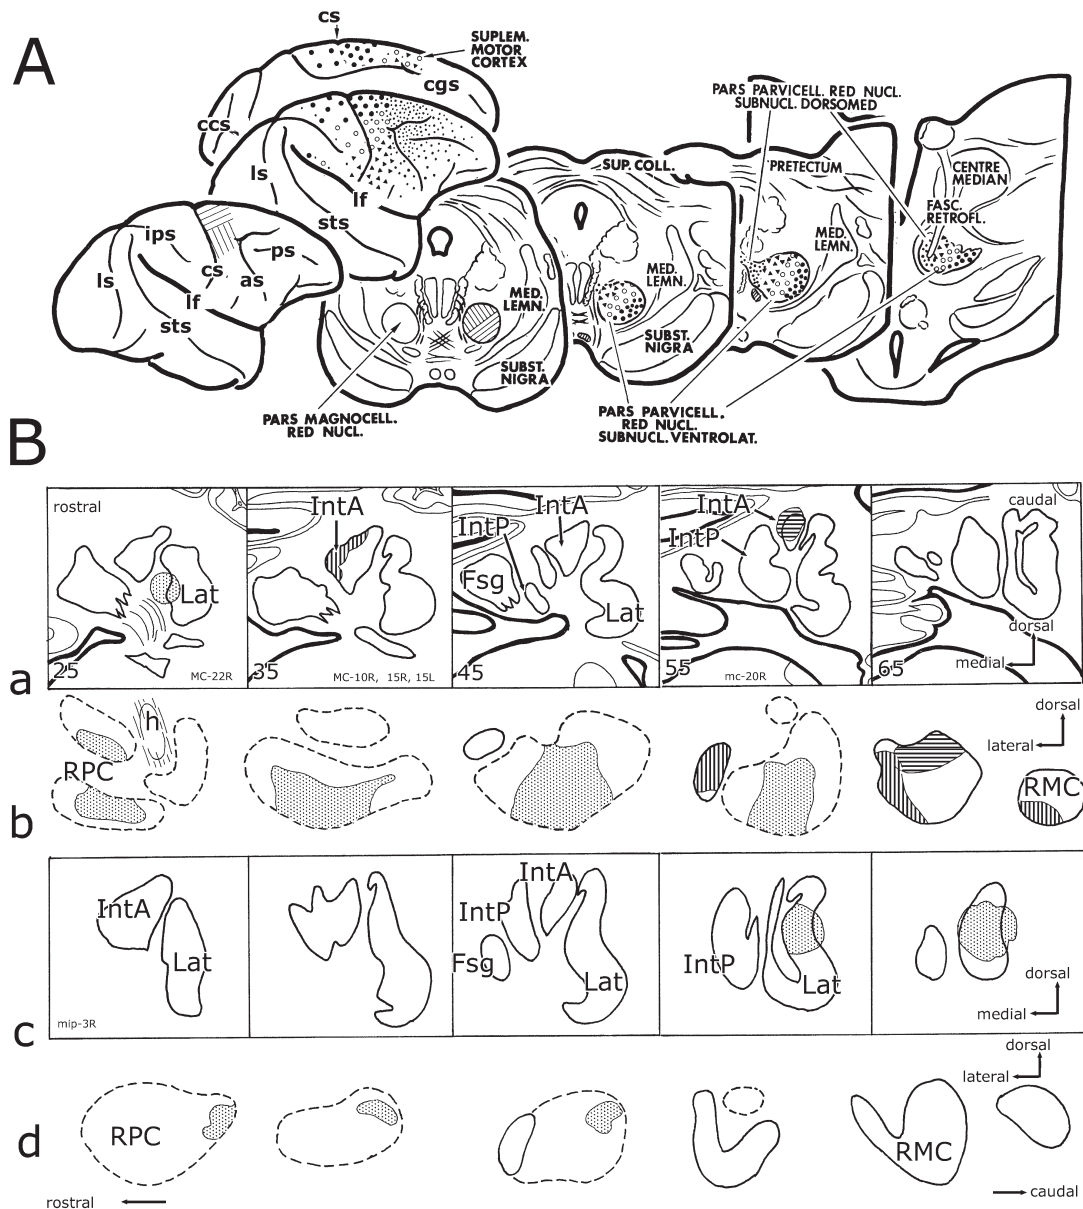 A
cs
SUPLEM.
MOTOR
CORTEX
cgs
ccs
ls
lf
sts
ips
ls
cs
ps
as
lf
sts
PARS PARVICELL. RED NUCL.
SUBNUCL. DORSOMED
SUP. COLL.
PRETECTUM
CENTRE
MEDIAN
FASC.
RETROFL.
MED.
LEMN.
MED.
LEMN.
MED.
LEMN.
SUBST.
NIGRA
SUBST.
NIGRA
PARS MAGNOCELL.
RED NUCL.
PARS PARVICELL.
RED NUCL.
SUBNUCL. VENTROLAT.
B
a
rostral
Lat
25
MC-22R
IntA
35
MC-10R, 15R, 15L
IntA
IntP
Fsg
Lat
45
IntA
IntP
55
mc-20R
caudal
dorsal
medial
65
b
h
RPC
dorsal
lateral
RMC
c
IntA
Lat
mip-3R
IntA
IntP
Fsg
Lat
IntP
Lat
dorsal
medial
d
RPC
dorsal
lateral
RMC
rostral
caudal